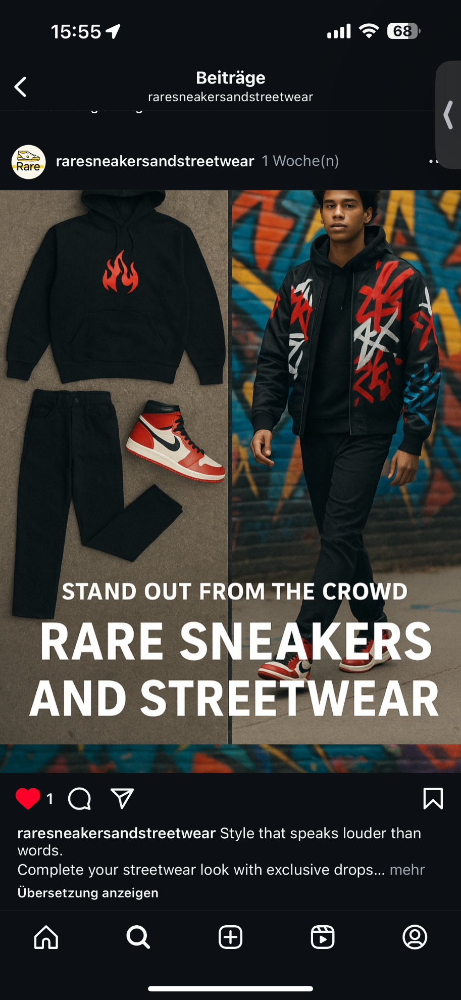 15:55
68
Beiträge
raresneakersandstreetwear
Rare
raresneakersandstreetwear 1 Woche(n)
STAND OUT FROM THE CROWD
RARE SNEAKERS
AND STREETWEAR
1
raresneakersandstreetwear Style that speaks louder than
words.
Complete your streetwear look with exclusive drops... mehr
Übersetzung anzeigen